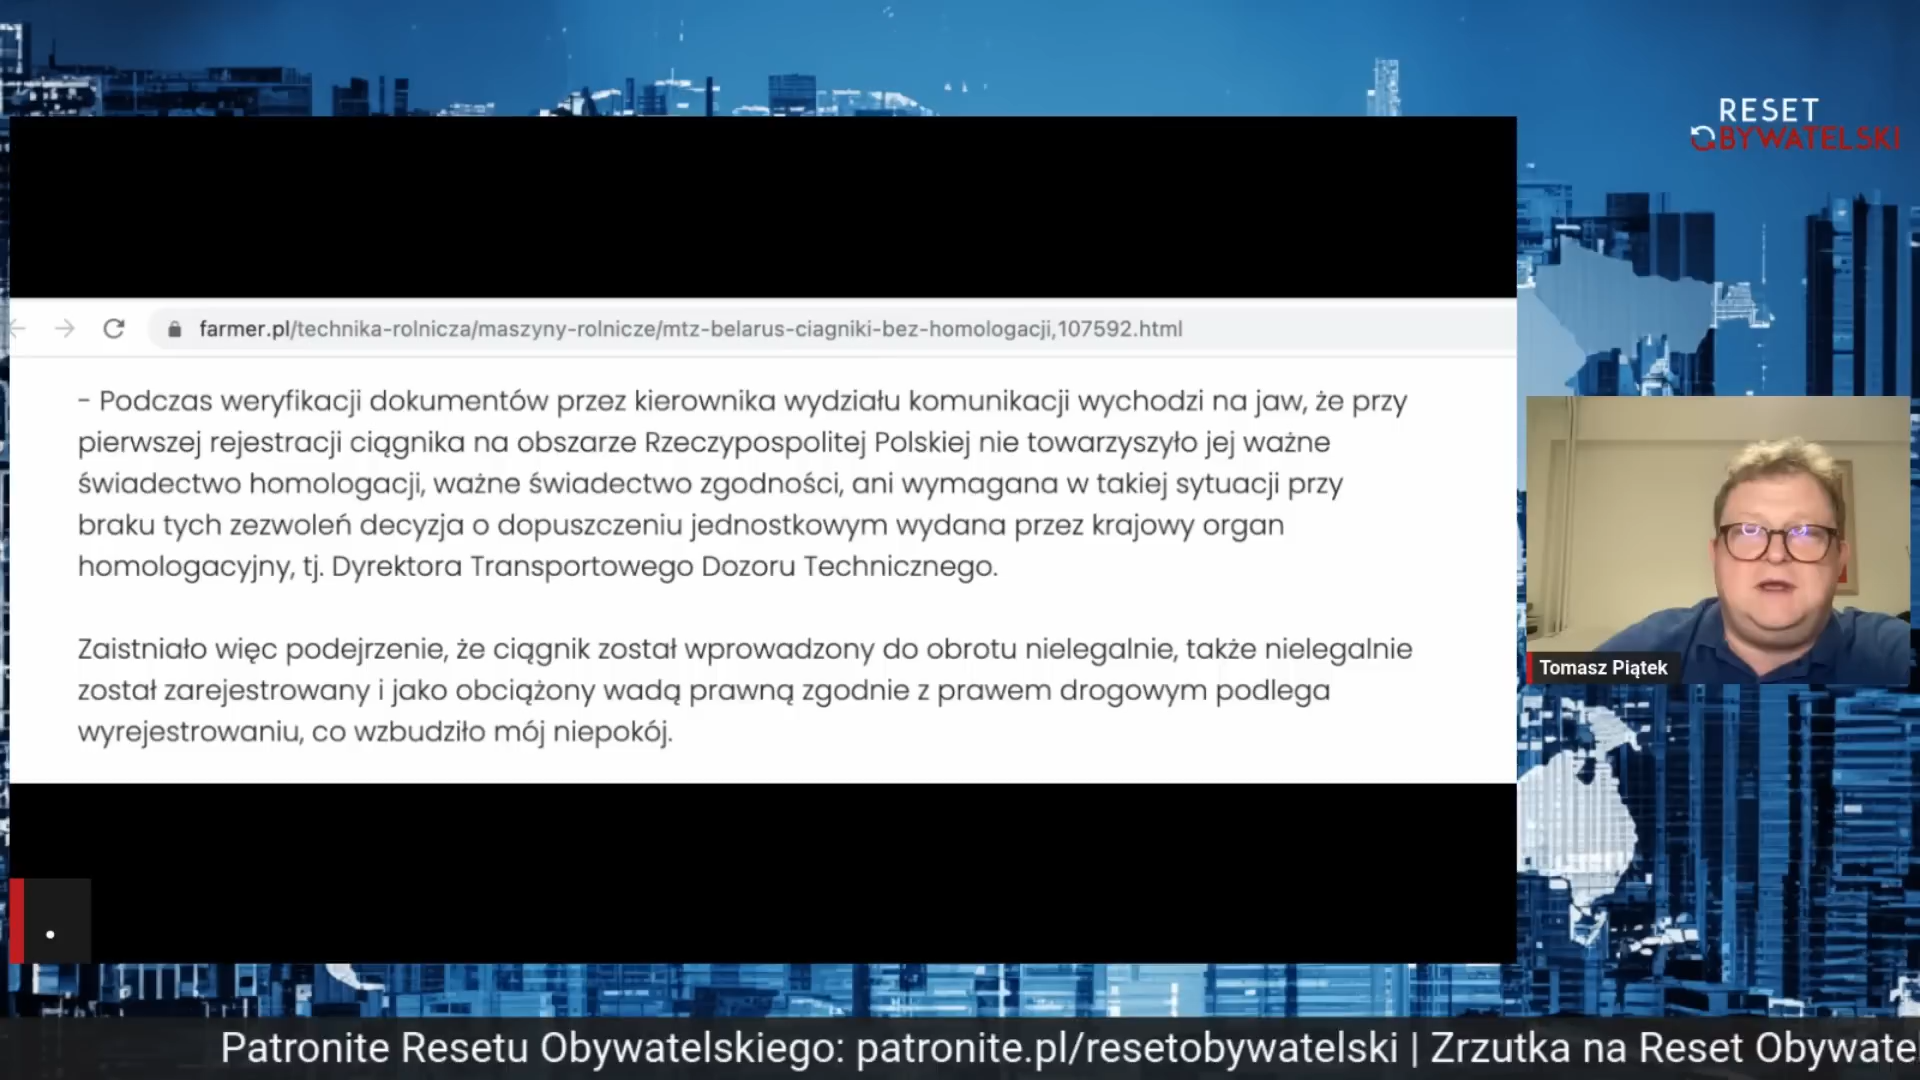 RESET
OBYWATELSKI
farmer.pl/technika-rolnicza/maszyny-rolnicze/mtz-belarus-ciagniki-bez-homologacji,107592.html
- Podczas weryfikacji dokumentów przez kierownika wydziału komunikacji wychodzi na jaw, że przy
pierwszej rejestracji ciągnika na obszarze Rzeczypospolitej Polskiej nie towarzyszyło jej ważne
świadectwo homologacji, ważne świadectwo zgodności, ani wymagana w takiej sytuacji przy
braku tych zezwoleń decyzja o dopuszczeniu jednostkowym wydana przez krajowy organ
homologacyjny, tj. Dyrektora Transportowego Dozoru Technicznego.
Zaistniało więc podejrzenie, że ciągnik został wprowadzony do obrotu nielegalnie, także nielegalnie
został zarejestrowany i jako obciążony wadą prawną zgodnie z prawem drogowym podlega
wyrejestrowaniu, co wzbudziło mój niepokój.
Tomasz Piątek
.
Patronite Resetu Obywatelskiego: patronite.pl/resetobywatelski | Zrzutka na Reset Obywatel